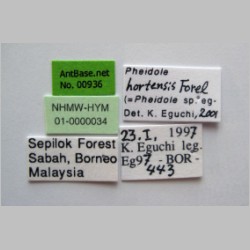 AntBase.net
No. 00936
NHMW-HYM
01-0000034
Sepilok Forest
Sabah, Borneo
Malaysia
Pheidole
hortensis Forel
(=Pheidole sp. eg-
Det. K. Eguchi, 2001
23.I, 1997
K. Eguchi leg.
Eg97 - BOR -
443